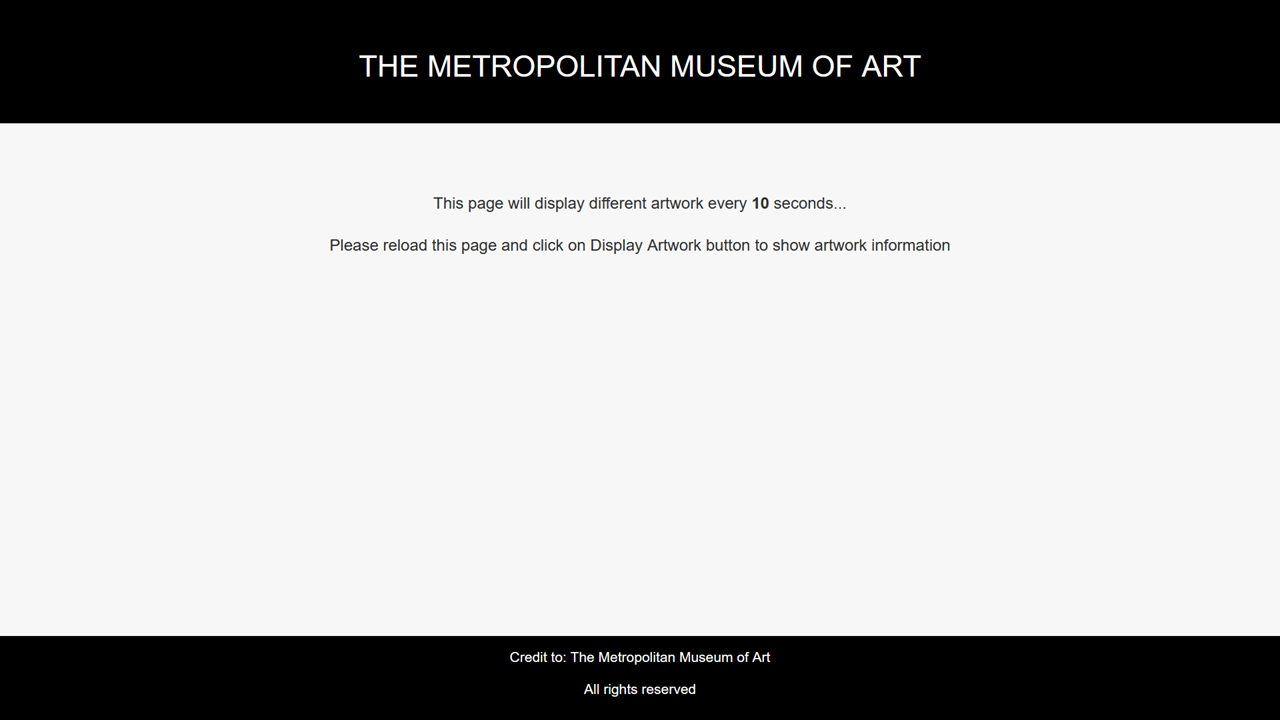 THE METROPOLITAN MUSEUM OF ART
This page will display different artwork every 10 seconds...
Please reload this page and click on Display Artwork button to show artwork information
Credit to: The Metropolitan Museum of Art
All rights reserved